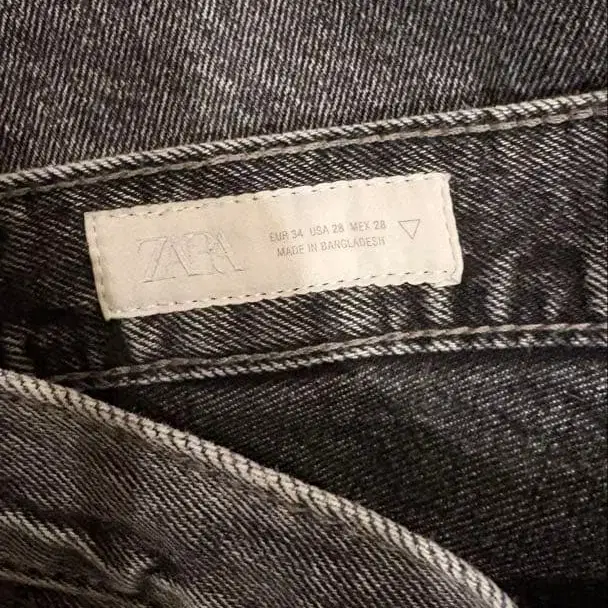 ZARA
EUR 34 USA 28 MEX 28
MADE IN BANGLADESH